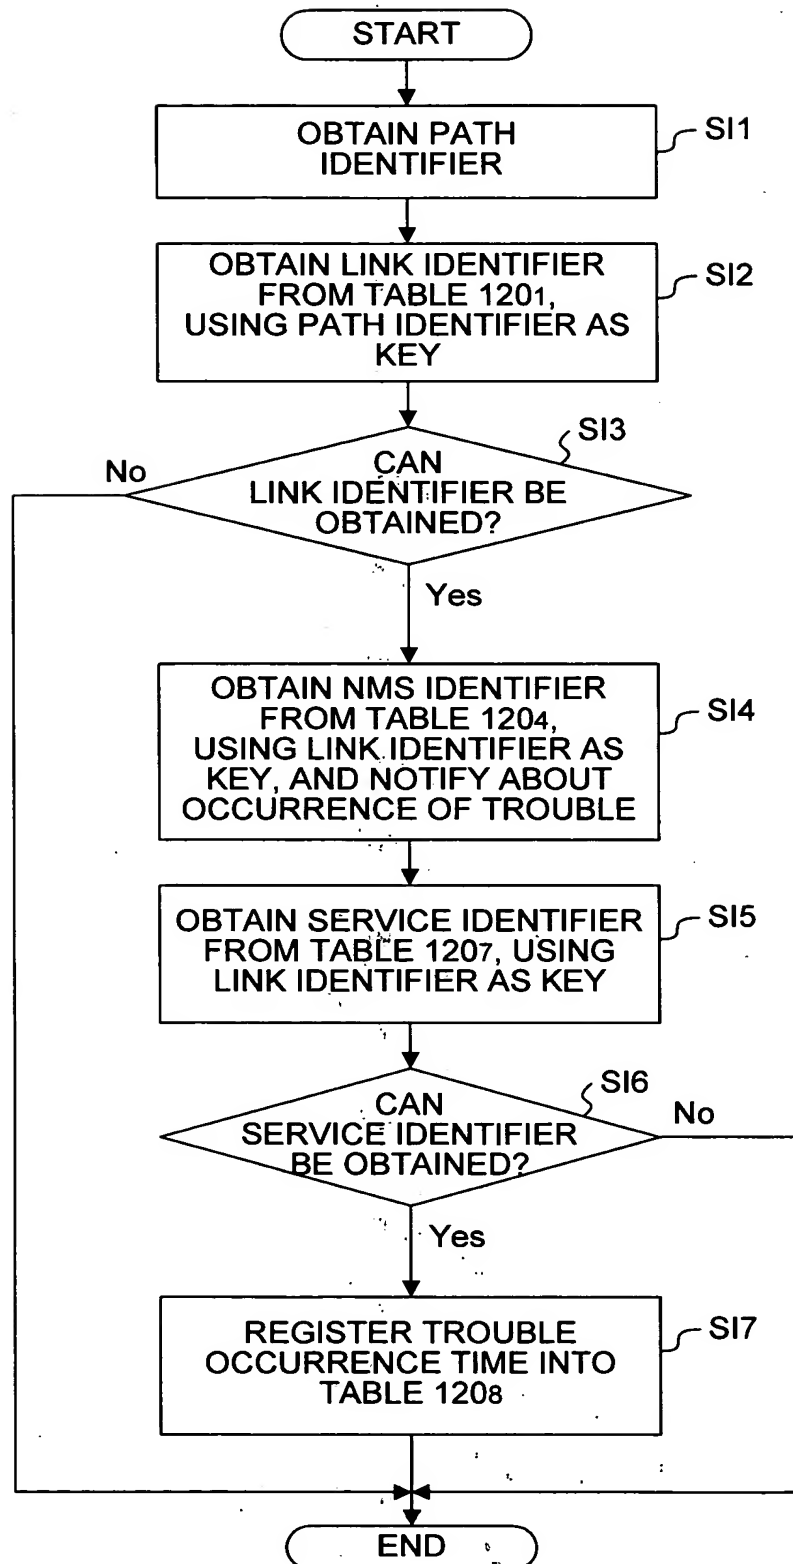 START
OBTAIN PATH
IDENTIFIER
SI1
OBTAIN LINK IDENTIFIER
FROM TABLE 1201,
USING PATH IDENTIFIER AS
KEY
SI2
SI3
CAN
LINK IDENTIFIER BE
OBTAINED?
No
Yes
OBTAIN NMS IDENTIFIER
FROM TABLE 1204,
USING LINK IDENTIFIER AS
KEY, AND NOTIFY ABOUT
OCCURRENCE OF TROUBLE
SI4
OBTAIN SERVICE IDENTIFIER
FROM TABLE 1207, USING
LINK IDENTIFIER AS KEY
SI5
SI6
CAN
SERVICE IDENTIFIER
BE OBTAINED?
No
Yes
REGISTER TROUBLE
OCCURRENCE TIME INTO
TABLE 1208
SI7
END